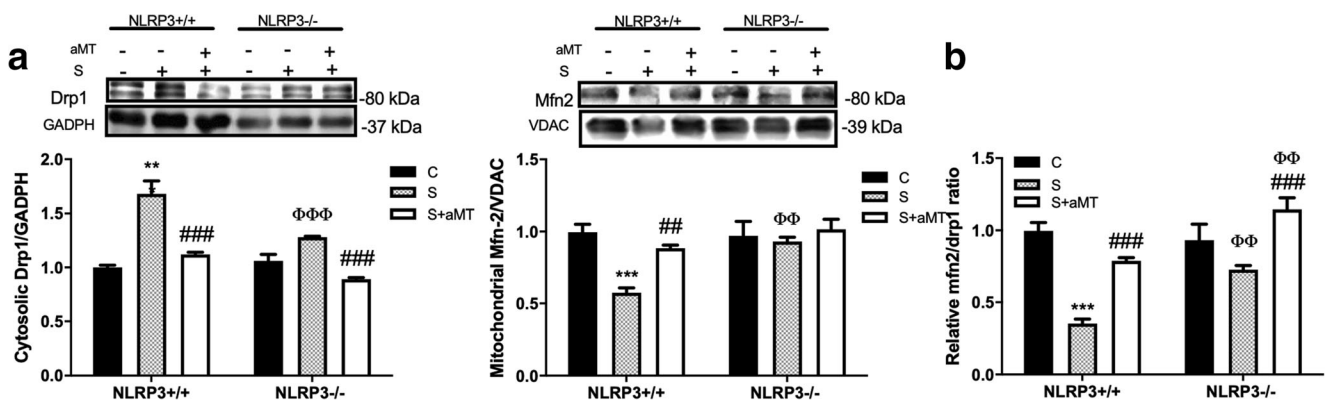 a
NLRP3+/+ NLRP3-/-
aMT - - + - - +
S - + + - + +
Drp1 -80 kDa
GADPH -37 kDa
Cytosolic Drp1/GADPH
2.0
1.5
1.0
0.5
0.0
**
###
ΦΦΦ
###
C
S
S+aMT
NLRP3+/+ NLRP3-/-
NLRP3+/+ NLRP3-/-
aMT - - + - - +
S - + + - + +
Mfn2 -80 kDa
VDAC -39 kDa
Mitochondrial Mfn-2/VDAC
1.5
1.0
0.5
0.0
***
##
ΦΦ
C
S
S+aMT
NLRP3+/+ NLRP3-/-
b
Relative mfn2/drp1 ratio
1.5
1.0
0.5
0.0
C
S
S+aMT
***
###
ΦΦ
ΦΦ
###
NLRP3+/+ NLRP3-/-